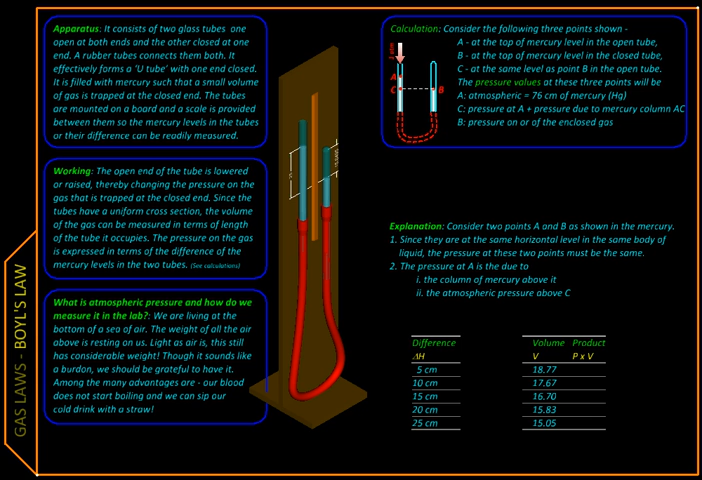 GAS LAWS - BOYL'S LAW
Apparatus: It consists of two glass tubes one
open at both ends and the other closed at one
end. A rubber tubes connects them both. It
effectively forms a 'U tube' with one end closed.
It is filled with mercury such that a small volume
of gas is trapped at the closed end. The tubes
are mounted on a board and a scale is provided
between them so the mercury levels in the tubes
or their difference can be readily measured.
Working: The open end of the tube is lowered
or raised, thereby changing the pressure on the
gas that is trapped at the closed end. Since the
tubes have a uniform cross section, the volume
of the gas can be measured in terms of length
of the tube it occupies. The pressure on the gas
is expressed in terms of the difference of the
mercury levels in the two tubes. (See calculations)
What is atmospheric pressure and how do we
measure it in the lab?: We are living at the
bottom of a sea of air. The weight of all the air
above is resting on us. Light as air is, this still
has considerable weight! Though it sounds like
a burdon, we should be grateful to have it.
Among the many advantages are - our blood
does not start boiling and we can sip our
cold drink with a straw!
Calculation: Consider the following three points shown -
A - at the top of mercury level in the open tube,
B - at the top of mercury level in the closed tube,
C - at the same level as point B in the open tube.
The pressure values at these three points will be
A: atmospheric = 76 cm of mercury (Hg)
C: pressure at A + pressure due to mercury column AC
B: pressure on or of the enclosed gas
A
C
B
Explanation: Consider two points A and B as shown in the mercury.
1. Since they are at the same horizontal level in the same body of
liquid, the pressure at these two points must be the same.
2. The pressure at A is the due to
i. the column of mercury above it
ii. the atmospheric pressure above C
Difference Volume Product
ΔH V P x V
5 cm 18.77
10 cm 17.67
15 cm 16.70
20 cm 15.83
25 cm 15.05